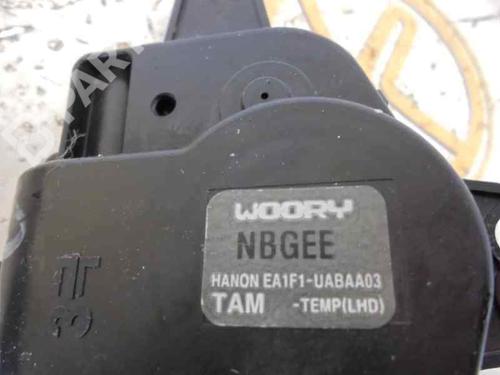 WOORY
NBGEE
HANON EA1F1-UABAA03
TAM -TEMP(LHD)